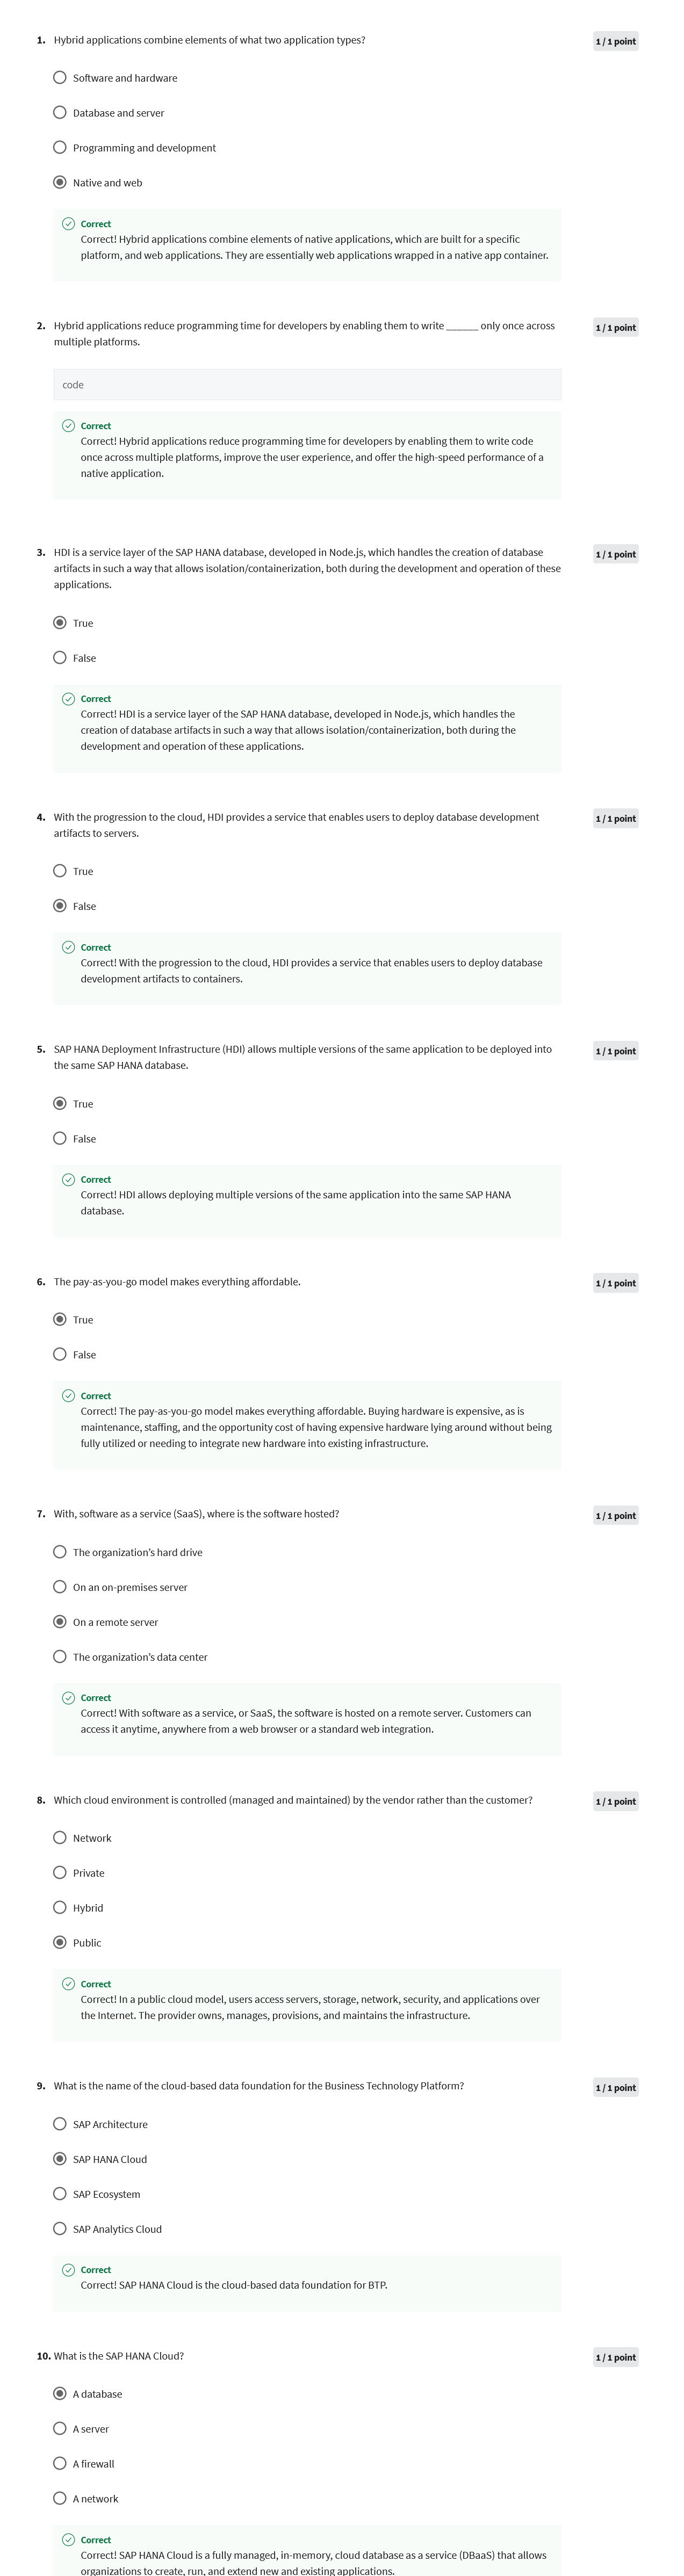 1. Hybrid applications combine elements of what two application types?
1 / 1 point
Software and hardware
Database and server
Programming and development
Native and web
Correct
Correct! Hybrid applications combine elements of native applications, which are built for a specific
platform, and web applications. They are essentially web applications wrapped in a native app container.
2. Hybrid applications reduce programming time for developers by enabling them to write ______ only once across
multiple platforms.
1 / 1 point
code
Correct
Correct! Hybrid applications reduce programming time for developers by enabling them to write code
once across multiple platforms, improve the user experience, and offer the high-speed performance of a
native application.
3. HDI is a service layer of the SAP HANA database, developed in Node.js, which handles the creation of database
artifacts in such a way that allows isolation/containerization, both during the development and operation of these
applications.
1 / 1 point
True
False
Correct
Correct! HDI is a service layer of the SAP HANA database, developed in Node.js, which handles the
creation of database artifacts in such a way that allows isolation/containerization, both during the
development and operation of these applications.
4. With the progression to the cloud, HDI provides a service that enables users to deploy database development
artifacts to servers.
1 / 1 point
True
False
Correct
Correct! With the progression to the cloud, HDI provides a service that enables users to deploy database
development artifacts to containers.
5. SAP HANA Deployment Infrastructure (HDI) allows multiple versions of the same application to be deployed into
the same SAP HANA database.
1 / 1 point
True
False
Correct
Correct! HDI allows deploying multiple versions of the same application into the same SAP HANA
database.
6. The pay-as-you-go model makes everything affordable.
1 / 1 point
True
False
Correct
Correct! The pay-as-you-go model makes everything affordable. Buying hardware is expensive, as is
maintenance, staffing, and the opportunity cost of having expensive hardware lying around without being
fully utilized or needing to integrate new hardware into existing infrastructure.
7. With, software as a service (SaaS), where is the software hosted?
1 / 1 point
The organization's hard drive
On an on-premises server
On a remote server
The organization's data center
Correct
Correct! With software as a service, or SaaS, the software is hosted on a remote server. Customers can
access it anytime, anywhere from a web browser or a standard web integration.
8. Which cloud environment is controlled (managed and maintained) by the vendor rather than the customer?
1 / 1 point
Network
Private
Hybrid
Public
Correct
Correct! In a public cloud model, users access servers, storage, network, security, and applications over
the Internet. The provider owns, manages, provisions, and maintains the infrastructure.
9. What is the name of the cloud-based data foundation for the Business Technology Platform?
1 / 1 point
SAP Architecture
SAP HANA Cloud
SAP Ecosystem
SAP Analytics Cloud
Correct
Correct! SAP HANA Cloud is the cloud-based data foundation for BTP.
10. What is the SAP HANA Cloud?
1 / 1 point
A database
A server
A firewall
A network
Correct
Correct! SAP HANA Cloud is a fully managed, in-memory, cloud database as a service (DBaaS) that allows
organizations to create, run, and extend new and existing applications.